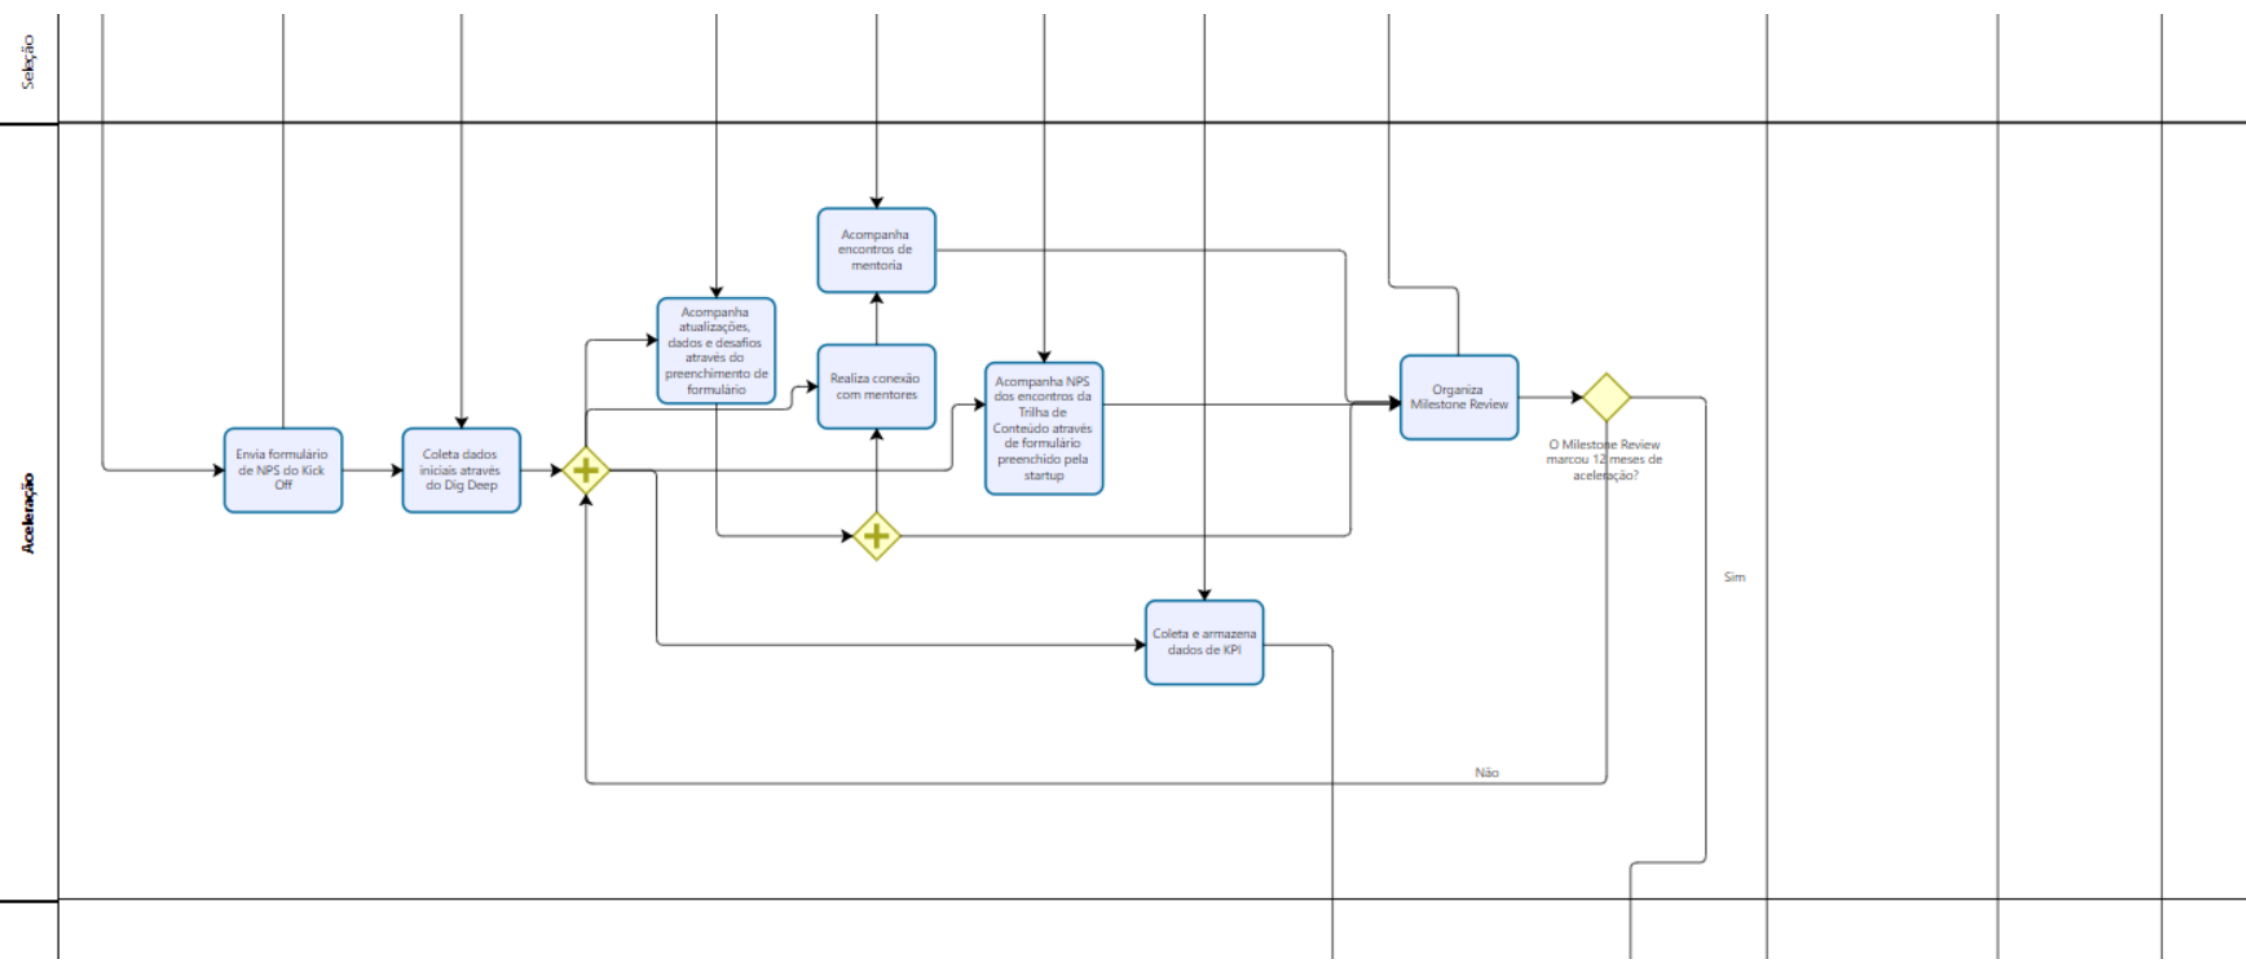 Seleção
Aceleração
Envia formulário
de NPS do Kick
Off
Coleta dados
iniciais através
do Dig Deep
Acompanha
atualizações,
dados e desafios
através do
preenchimento de
formulário
Acompanha
encontros de
mentoria
Realiza conexão
com mentores
Acompanha NPS
dos encontros da
Trilha de
Conteúdo através
de formulário
preenchido pela
startup
Coleta e armazena
dados de KPI
Organiza
Milestone Review
O Milestone Review
marcou 12 meses de
aceleração?
Sim
Não